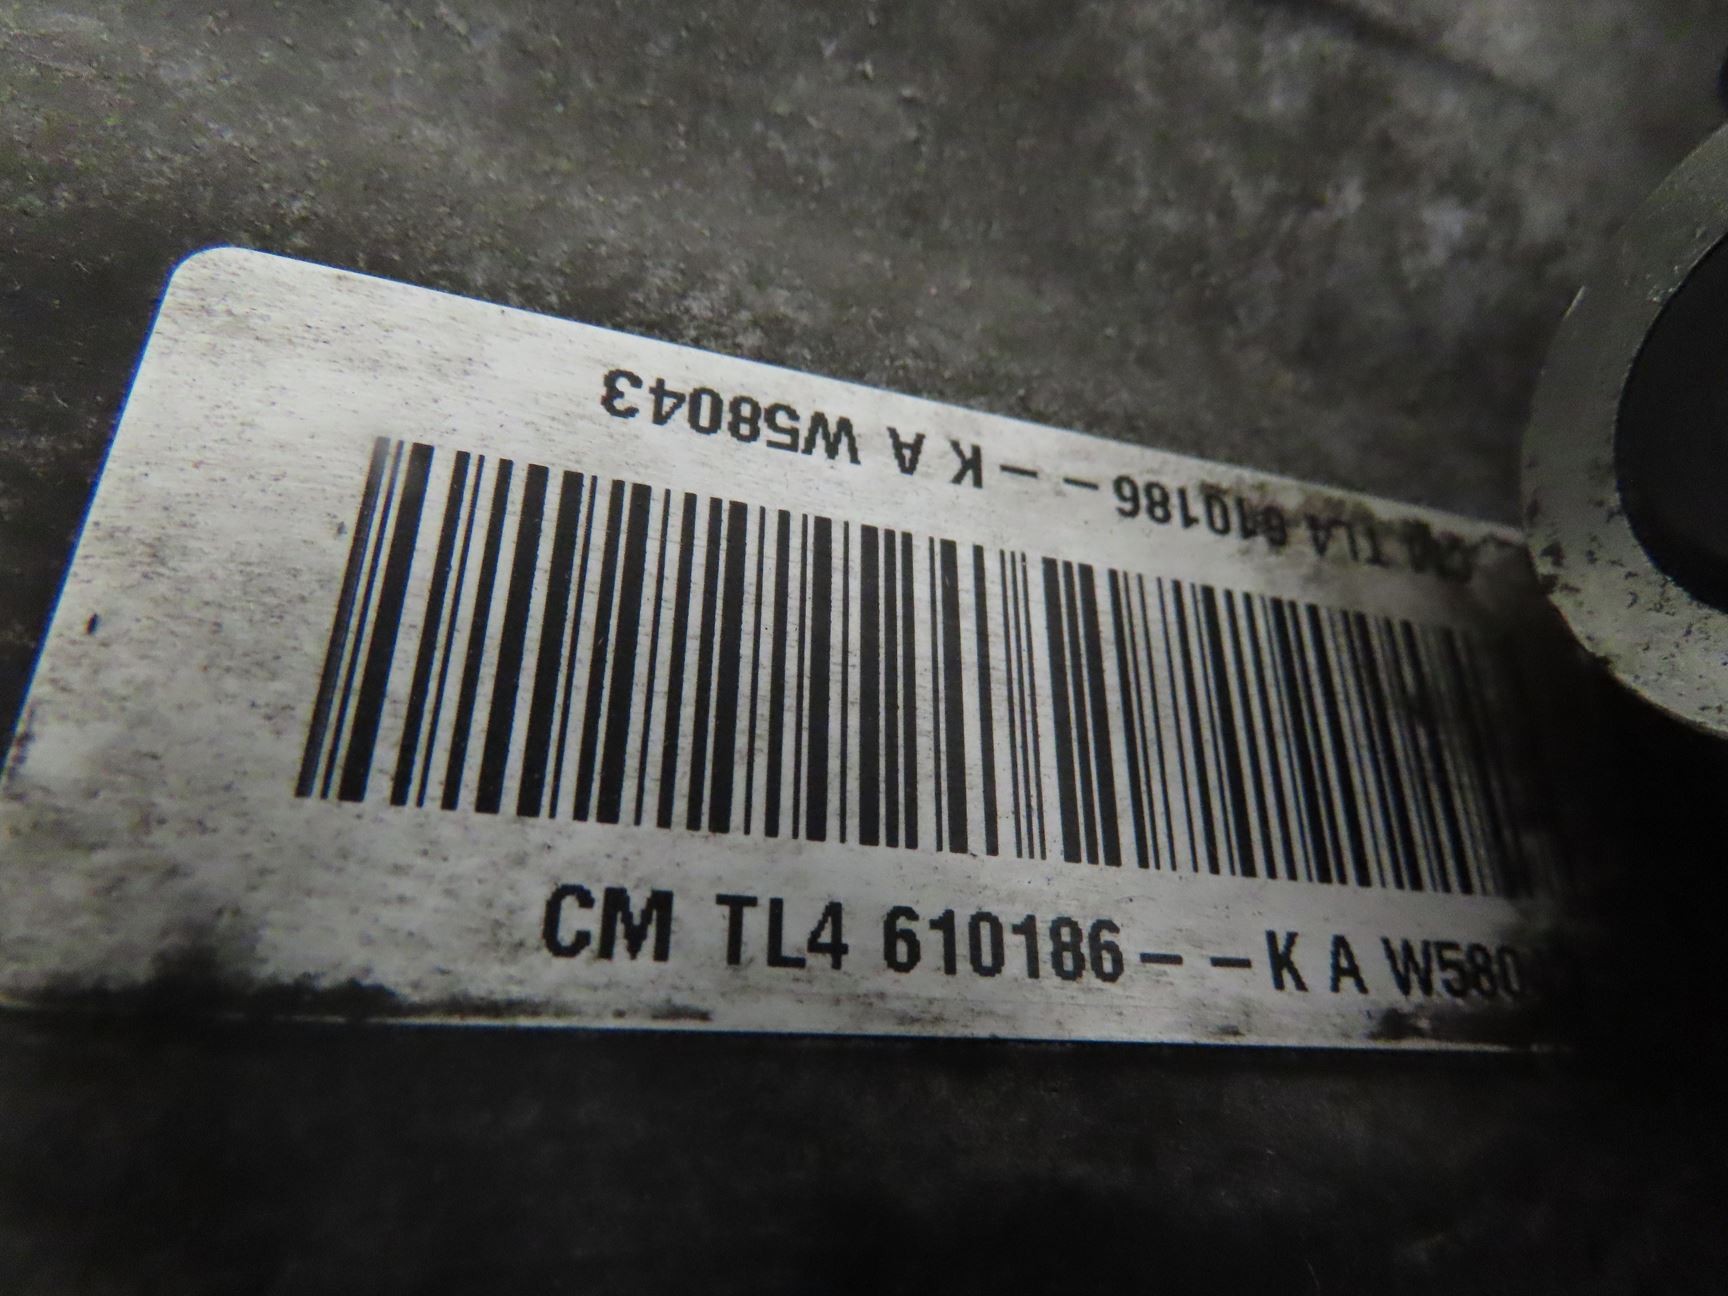 CM TL4 610186--K A W58043
CM TL4 610186--K A W580